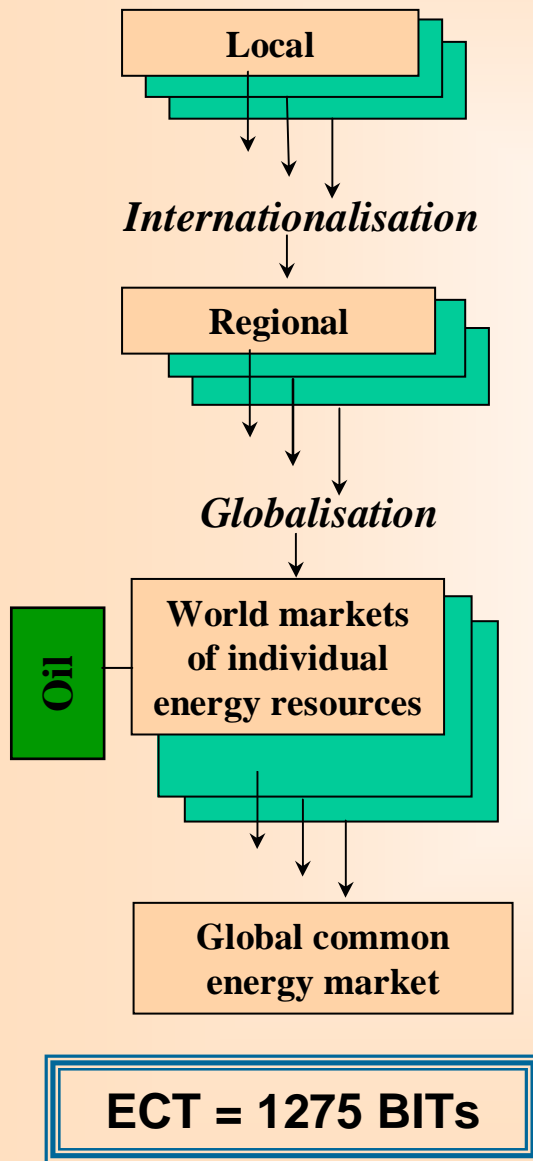 Local
Internationalisation
Regional
Globalisation
Oil
World markets
of individual
energy resources
Global common
energy market
ECT = 1275 BITs